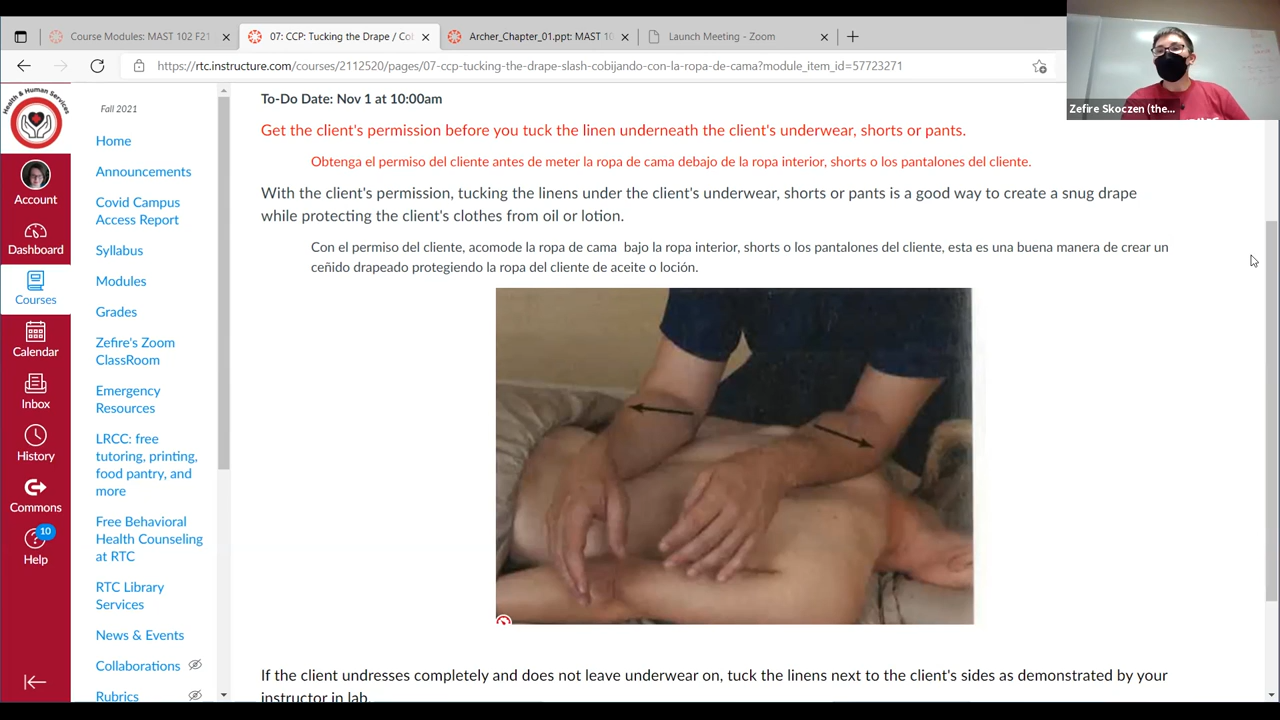 Course Modules: MAST 102 F21
07: CCP: Tucking the Drape / Cob
Archer_Chapter_01.ppt: MAST 10
Launch Meeting - Zoom
https://rtc.instructure.com/courses/2112520/pages/07-ccp-tucking-the-drape-slash-cobijando-con-la-ropa-de-cama?module_item_id=57723271
Zefire Skoczen (the...
Health & Human Services
Account
Dashboard
Courses
Calendar
Inbox
History
Commons
10
Help
Fall 2021
Home
Announcements
Covid Campus
Access Report
Syllabus
Modules
Grades
Zefire's Zoom
ClassRoom
Emergency
Resources
LRCC: free
tutoring, printing,
food pantry, and
more
Free Behavioral
Health Counseling
at RTC
RTC Library
Services
News & Events
Collaborations
Rubrics
To-Do Date: Nov 1 at 10:00am
Get the client's permission before you tuck the linen underneath the client's underwear, shorts or pants.
Obtenga el permiso del cliente antes de meter la ropa de cama debajo de la ropa interior, shorts o los pantalones del cliente.
With the client's permission, tucking the linens under the client's underwear, shorts or pants is a good way to create a snug drape
while protecting the client's clothes from oil or lotion.
Con el permiso del cliente, acomode la ropa de cama bajo la ropa interior, shorts o los pantalones del cliente, esta es una buena manera de crear un
ceñido drapeado protegiendo la ropa del cliente de aceite o loción.
If the client undresses completely and does not leave underwear on, tuck the linens next to the client's sides as demonstrated by your
instructor in lab.